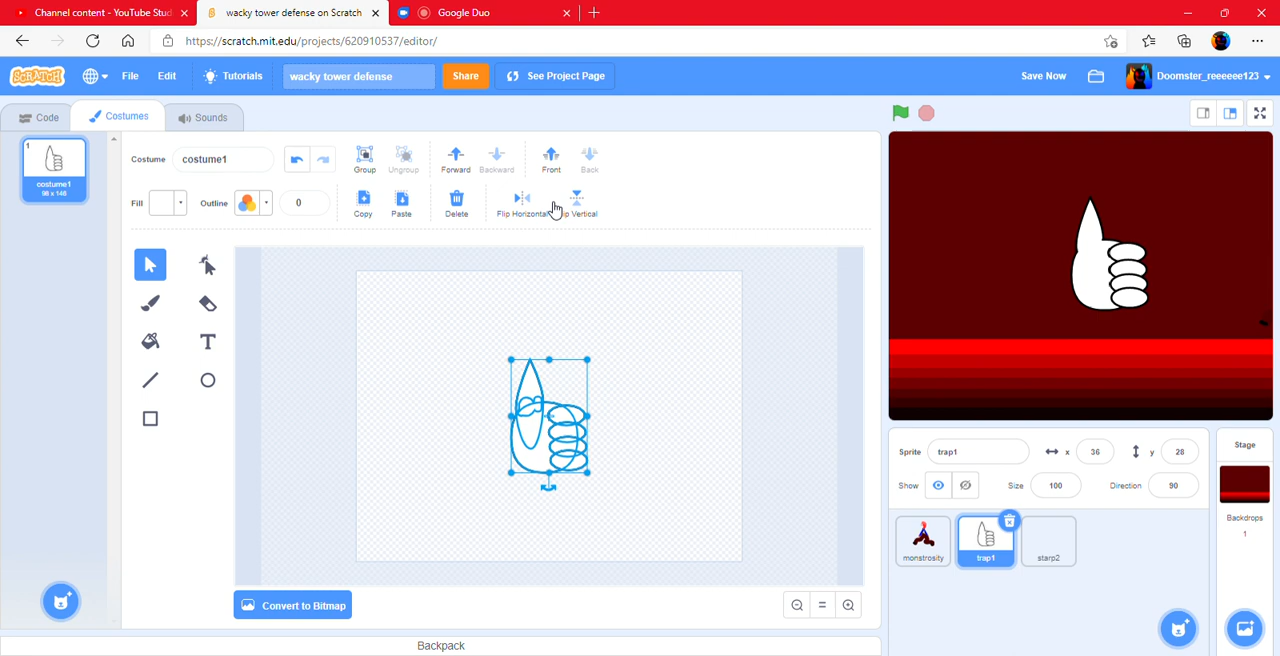 Channel content - YouTube Stud
wacky tower defense on Scratch
Google Duo
https://scratch.mit.edu/projects/620910537/editor/
SCRATCH
File
Edit
Tutorials
wacky tower defense
Share
See Project Page
Save Now
Doomster_reeeeee123
Code
Costumes
Sounds
1
costume1
98 x 148
Costume
costume1
Group
Ungroup
Forward
Backward
Front
Back
Fill
Outline
0
Copy
Paste
Delete
Flip Horizontal
ip Vertical
Convert to Bitmap
Backpack
Sprite
trap1
x
36
y
28
Show
Size
100
Direction
90
monstrosity
trap1
starp2
Stage
Backdrops
1